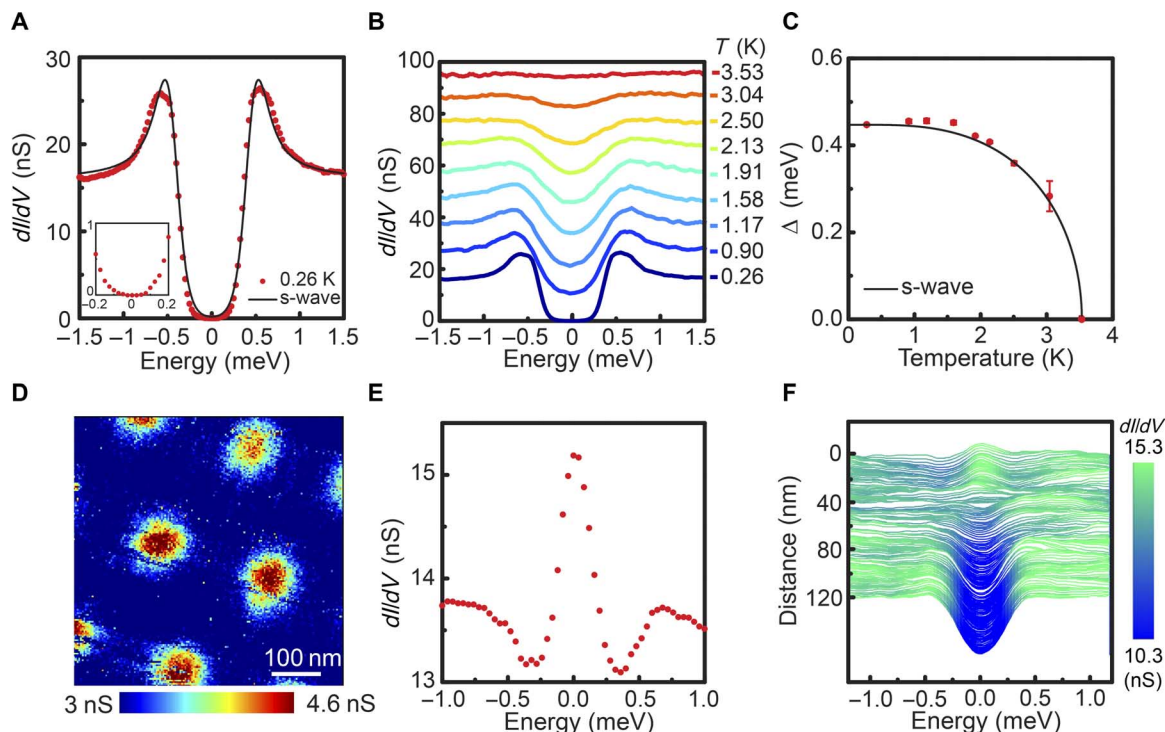 A
30
20
10
0
dI/dV (nS)
1
0
−0.2
0
0.2
0.26 K
s-wave
−1.5
−1.0
−0.5
0
0.5
1.0
1.5
Energy (meV)
B
100
80
60
40
20
0
dI/dV (nS)
T (K)
3.53
3.04
2.50
2.13
1.91
1.58
1.17
0.90
0.26
−1.5
−1.0
−0.5
0
0.5
1.0
1.5
Energy (meV)
C
0.6
0.4
0.2
0.0
Δ (meV)
s-wave
0
1
2
3
4
Temperature (K)
D
100 nm
3 nS
4.6 nS
E
15
14
13
dI/dV (nS)
−1.0
−0.5
0.0
0.5
1.0
Energy (meV)
F
0
40
80
120
Distance (nm)
−1.0
−0.5
0
0.5
1.0
Energy (meV)
dI/dV
15.3
10.3
(nS)